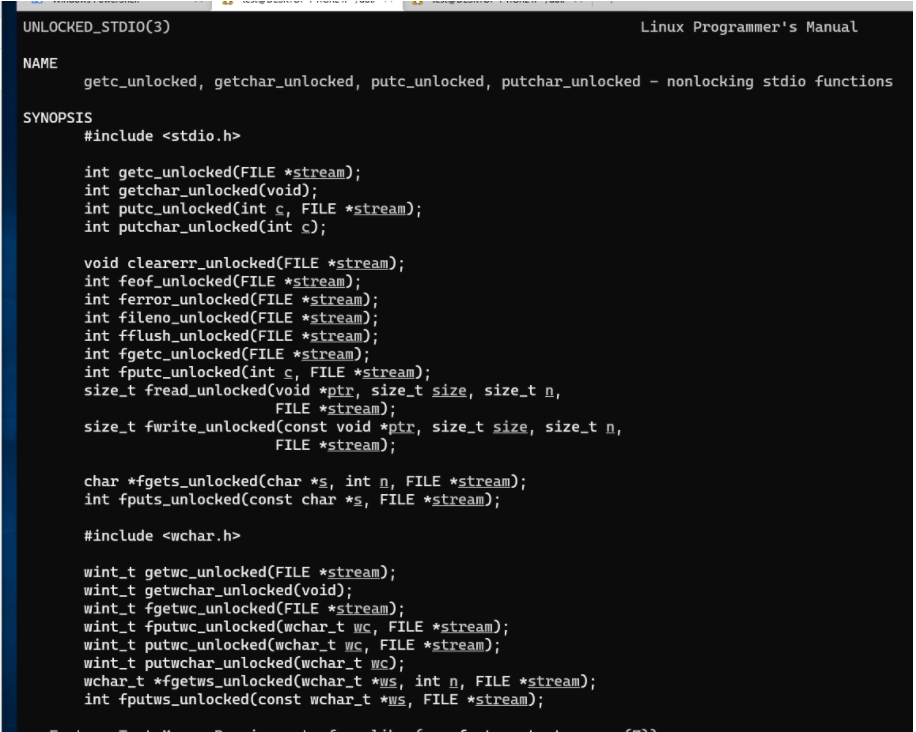 UNLOCKED_STDIO(3) Linux Programmer's Manual
NAME
getc_unlocked, getchar_unlocked, putc_unlocked, putchar_unlocked - nonlocking stdio functions
SYNOPSIS
#include <stdio.h>
int getc_unlocked(FILE *stream);
int getchar_unlocked(void);
int putc_unlocked(int c, FILE *stream);
int putchar_unlocked(int c);
void clearerr_unlocked(FILE *stream);
int feof_unlocked(FILE *stream);
int ferror_unlocked(FILE *stream);
int fileno_unlocked(FILE *stream);
int fflush_unlocked(FILE *stream);
int fgetc_unlocked(FILE *stream);
int fputc_unlocked(int c, FILE *stream);
size_t fread_unlocked(void *ptr, size_t size, size_t n,
FILE *stream);
size_t fwrite_unlocked(const void *ptr, size_t size, size_t n,
FILE *stream);
char *fgets_unlocked(char *s, int n, FILE *stream);
int fputs_unlocked(const char *s, FILE *stream);
#include <wchar.h>
wint_t getwc_unlocked(FILE *stream);
wint_t getwchar_unlocked(void);
wint_t fgetwc_unlocked(FILE *stream);
wint_t fputwc_unlocked(wchar_t wc, FILE *stream);
wint_t putwc_unlocked(wchar_t wc, FILE *stream);
wint_t putwchar_unlocked(wchar_t wc);
wchar_t *fgetws_unlocked(wchar_t *ws, int n, FILE *stream);
int fputws_unlocked(const wchar_t *ws, FILE *stream);